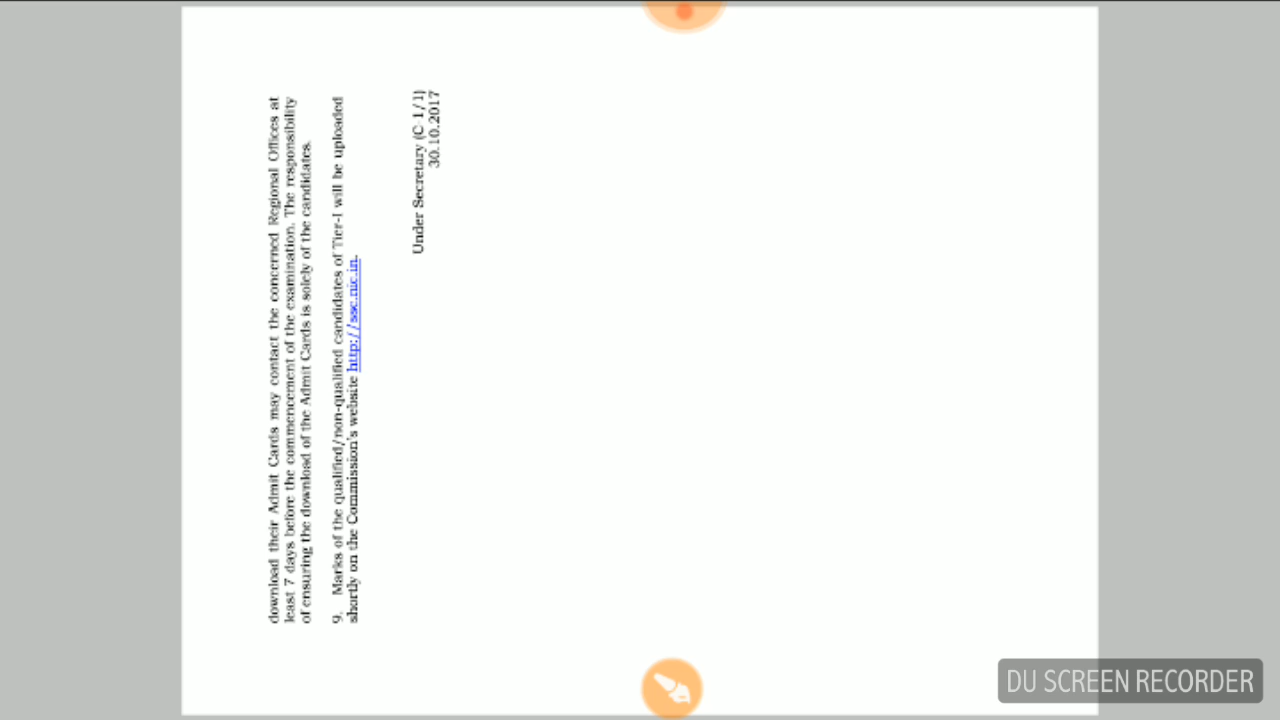 download their Admit Cards may contact the concerned Regional Offices at
least 7 days before the commencement of the examination. The responsibility
of ensuring the download of the Admit Cards is solely of the candidates.
9. Marks of the qualified/non-qualified candidates of Tier-I will be uploaded
shortly on the Commission's website http://ssc.nic.in.
Under Secretary (C-1/1)
30.10.2017
DU SCREEN RECORDER